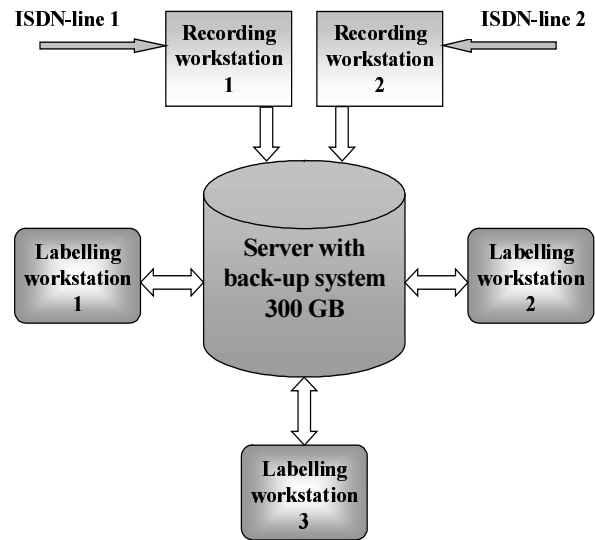 ISDN-line 1
ISDN-line 2
Recording
workstation
1
Recording
workstation
2
Server with
back-up system
300 GB
Labelling
workstation
1
Labelling
workstation
2
Labelling
workstation
3